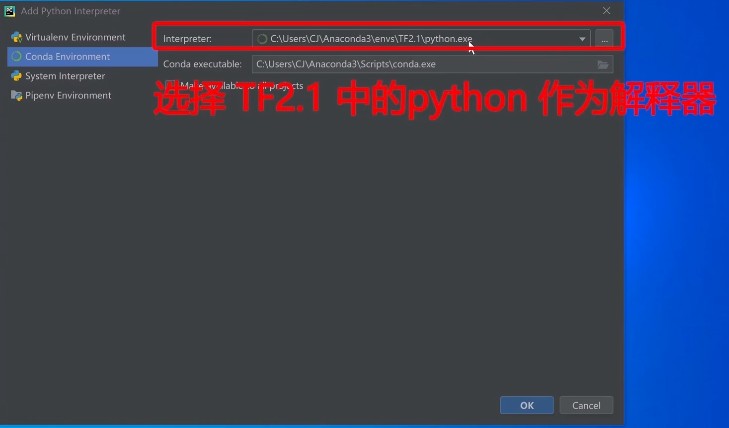 Add Python Interpreter
Virtualenv Environment
Conda Environment
System Interpreter
Pipenv Environment
Interpreter: C:\Users\CJ\Anaconda3\envs\TF2.1\python.exe ...
Conda executable: C:\Users\CJ\Anaconda3\Scripts\conda.exe
Make available to all projects
选择 TF2.1 中的python 作为解释器
OK Cancel